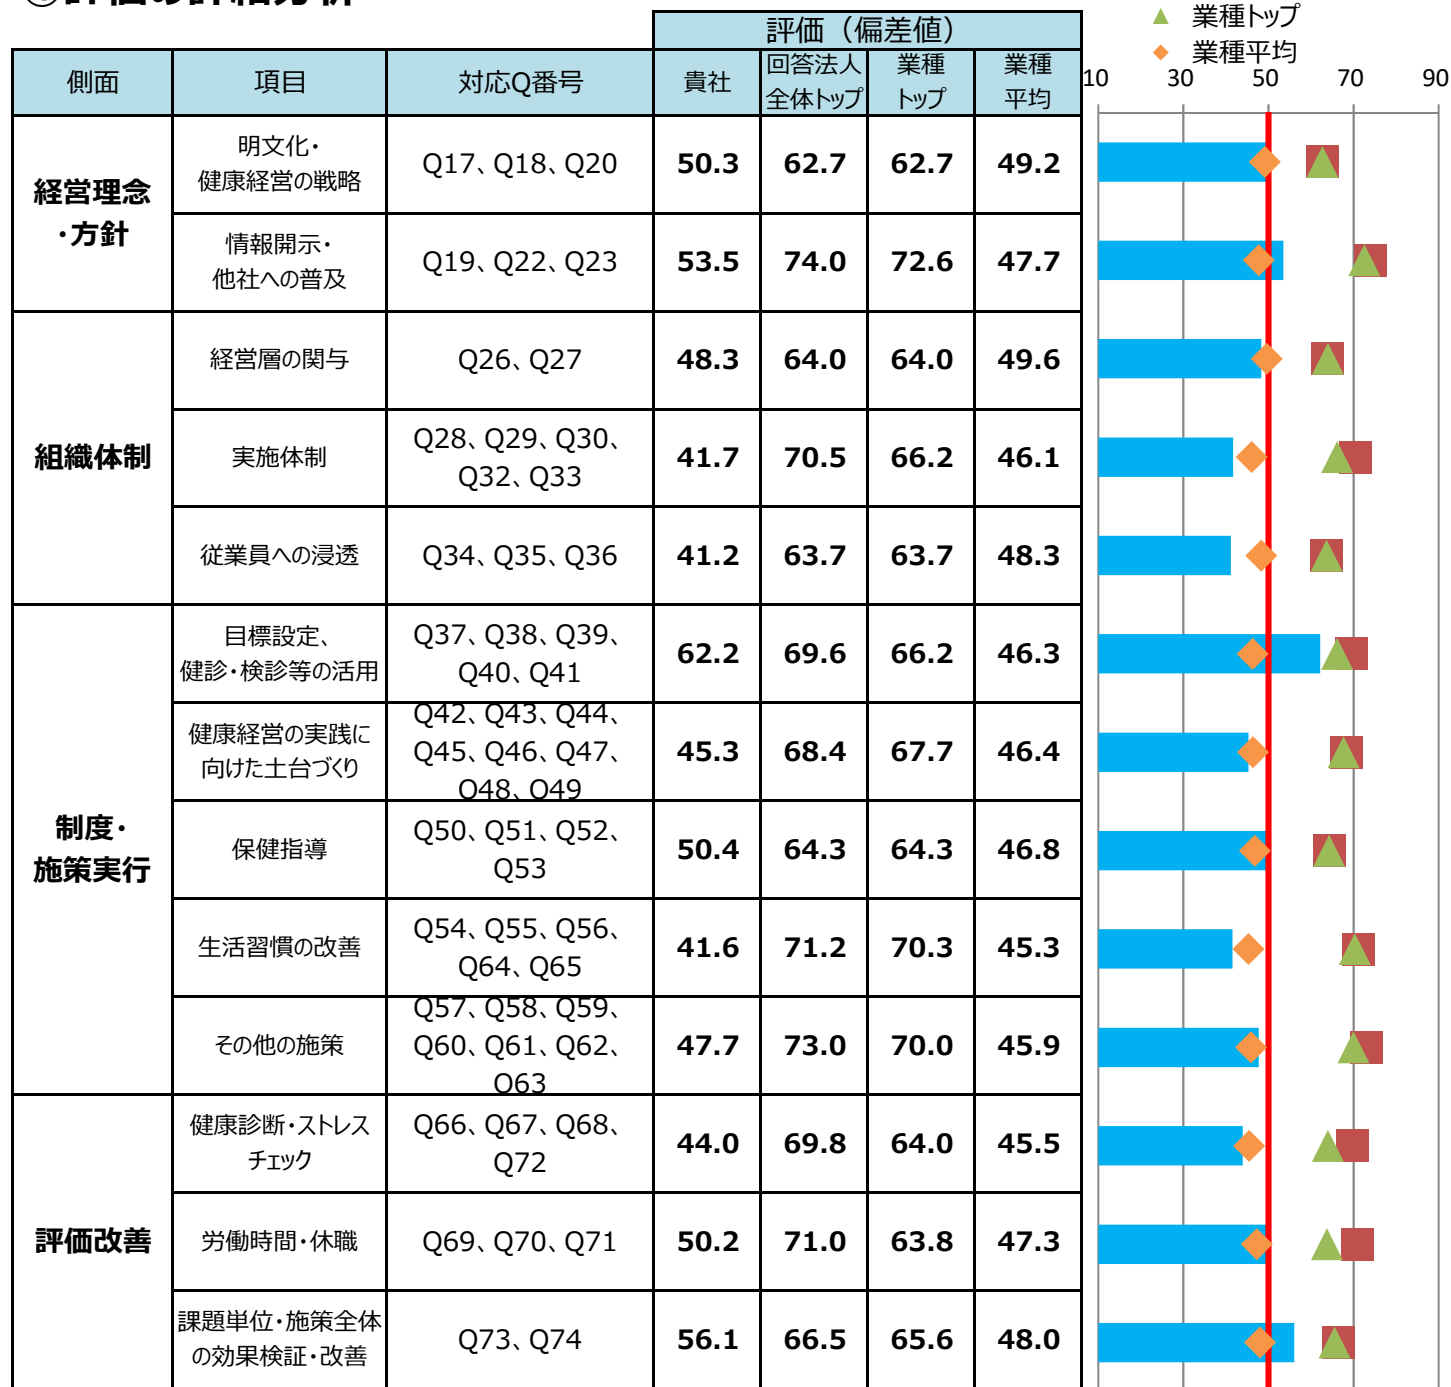 ①評価の詳細分析
業種トップ
業種平均
評価（偏差値）
側面 項目 対応Q番号 貴社 回答法人全体トップ 業種トップ 業種平均
10 30 50 70 90
経営理念・方針
明文化・健康経営の戦略 Q17、Q18、Q20 50.3 62.7 62.7 49.2
情報開示・他社への普及 Q19、Q22、Q23 53.5 74.0 72.6 47.7
組織体制
経営層の関与 Q26、Q27 48.3 64.0 64.0 49.6
実施体制 Q28、Q29、Q30、Q32、Q33 41.7 70.5 66.2 46.1
従業員への浸透 Q34、Q35、Q36 41.2 63.7 63.7 48.3
制度・施策実行
目標設定、健診・検診等の活用 Q37、Q38、Q39、Q40、Q41 62.2 69.6 66.2 46.3
健康経営の実践に向けた土台づくり Q42、Q43、Q44、Q45、Q46、Q47、Q48、Q49 45.3 68.4 67.7 46.4
保健指導 Q50、Q51、Q52、Q53 50.4 64.3 64.3 46.8
生活習慣の改善 Q54、Q55、Q56、Q64、Q65 41.6 71.2 70.3 45.3
その他の施策 Q57、Q58、Q59、Q60、Q61、Q62、Q63 47.7 73.0 70.0 45.9
評価改善
健康診断・ストレスチェック Q66、Q67、Q68、Q72 44.0 69.8 64.0 45.5
労働時間・休職 Q69、Q70、Q71 50.2 71.0 63.8 47.3
課題単位・施策全体の効果検証・改善 Q73、Q74 56.1 66.5 65.6 48.0